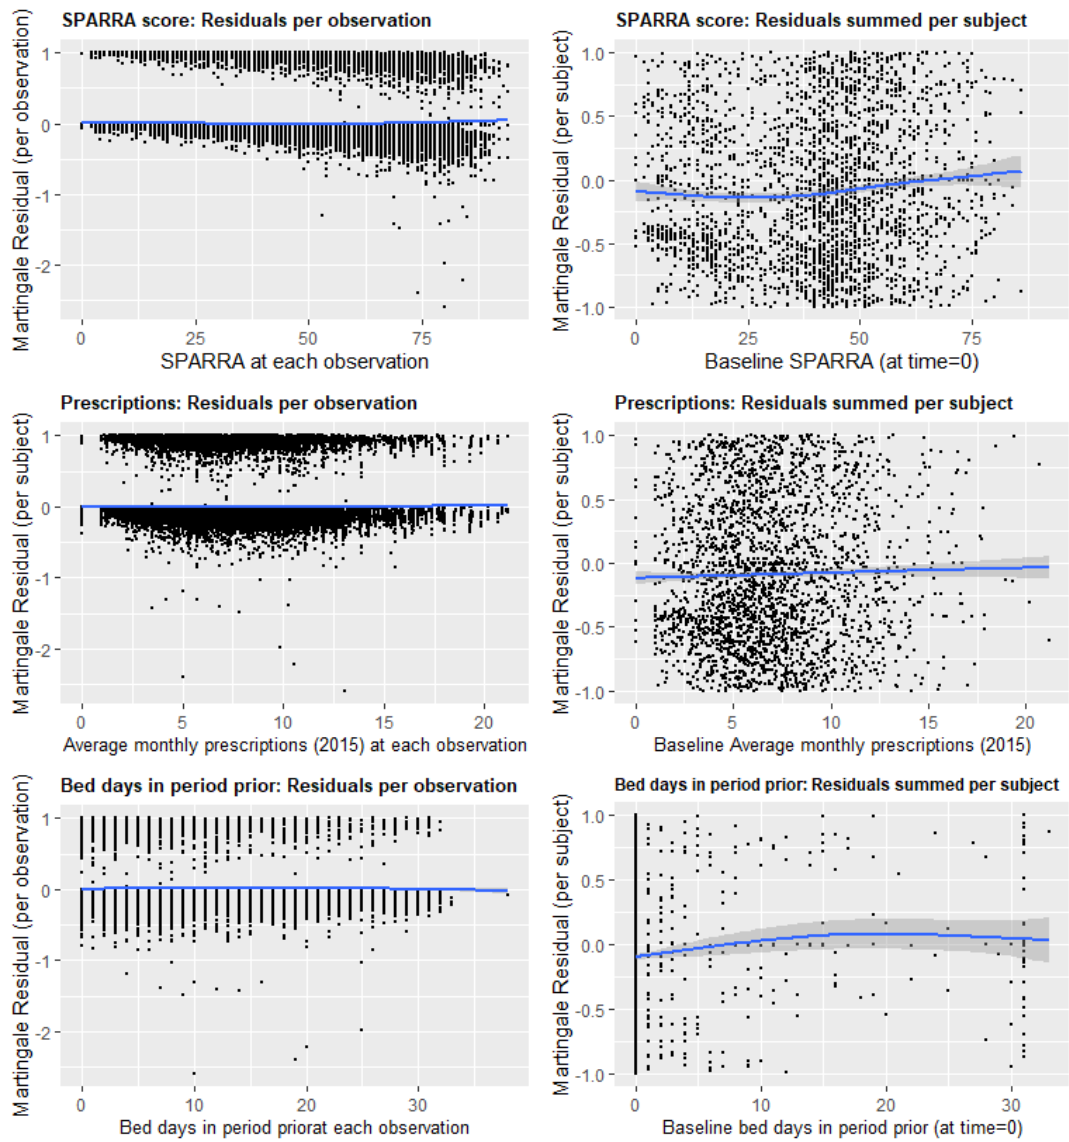 SPARRA score: Residuals per observation
Martingale Residual (per observation)
1
0
-1
-2
0
25
50
75
SPARRA at each observation
SPARRA score: Residuals summed per subject
Martingale Residual (per subject)
1.0
0.5
0.0
-0.5
-1.0
0
25
50
75
Baseline SPARRA (at time=0)
Prescriptions: Residuals per observation
Martingale Residual (per subject)
1
0
-1
-2
0
5
10
15
20
Average monthly prescriptions (2015) at each observation
Prescriptions: Residuals summed per subject
Martingale Residual (per subject)
1.0
0.5
0.0
-0.5
-1.0
0
5
10
15
20
Baseline Average monthly prescriptions (2015)
Bed days in period prior: Residuals per observation
Martingale Residual (per observation)
1
0
-1
-2
0
10
20
30
Bed days in period priorat each observation
Bed days in period prior: Residuals summed per subject
Martingale Residual (per subject)
1.0
0.5
0.0
-0.5
-1.0
0
10
20
30
Baseline bed days in period prior (at time=0)